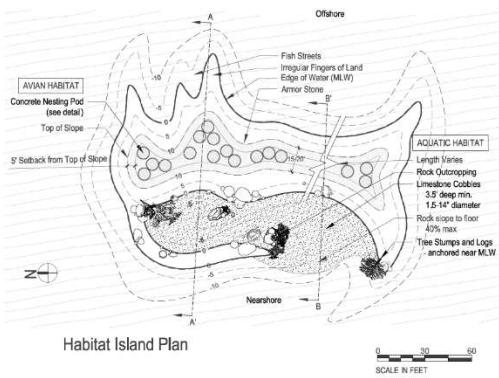 A
Offshore
Fish Streets
Irregular Fingers of Land
Edge of Water (MLW)
Armor Stone
B'
AVIAN HABITAT
Concrete Nesting Pod
(see detail)
Top of Slope
5' Setback from Top of Slope
15-20'
AQUATIC HABITAT
Length Varies
Rock Outcropping
Limestone Cobbles
3.5' deep min.
1.5-14" diameter
Rock slope to floor
40% max
Tree Stumps and Logs
- anchored near MLW
N
-10
-5
0
5
10
-5
-10
Nearshore
A'
B
Habitat Island Plan
0 30 60
SCALE IN FEET